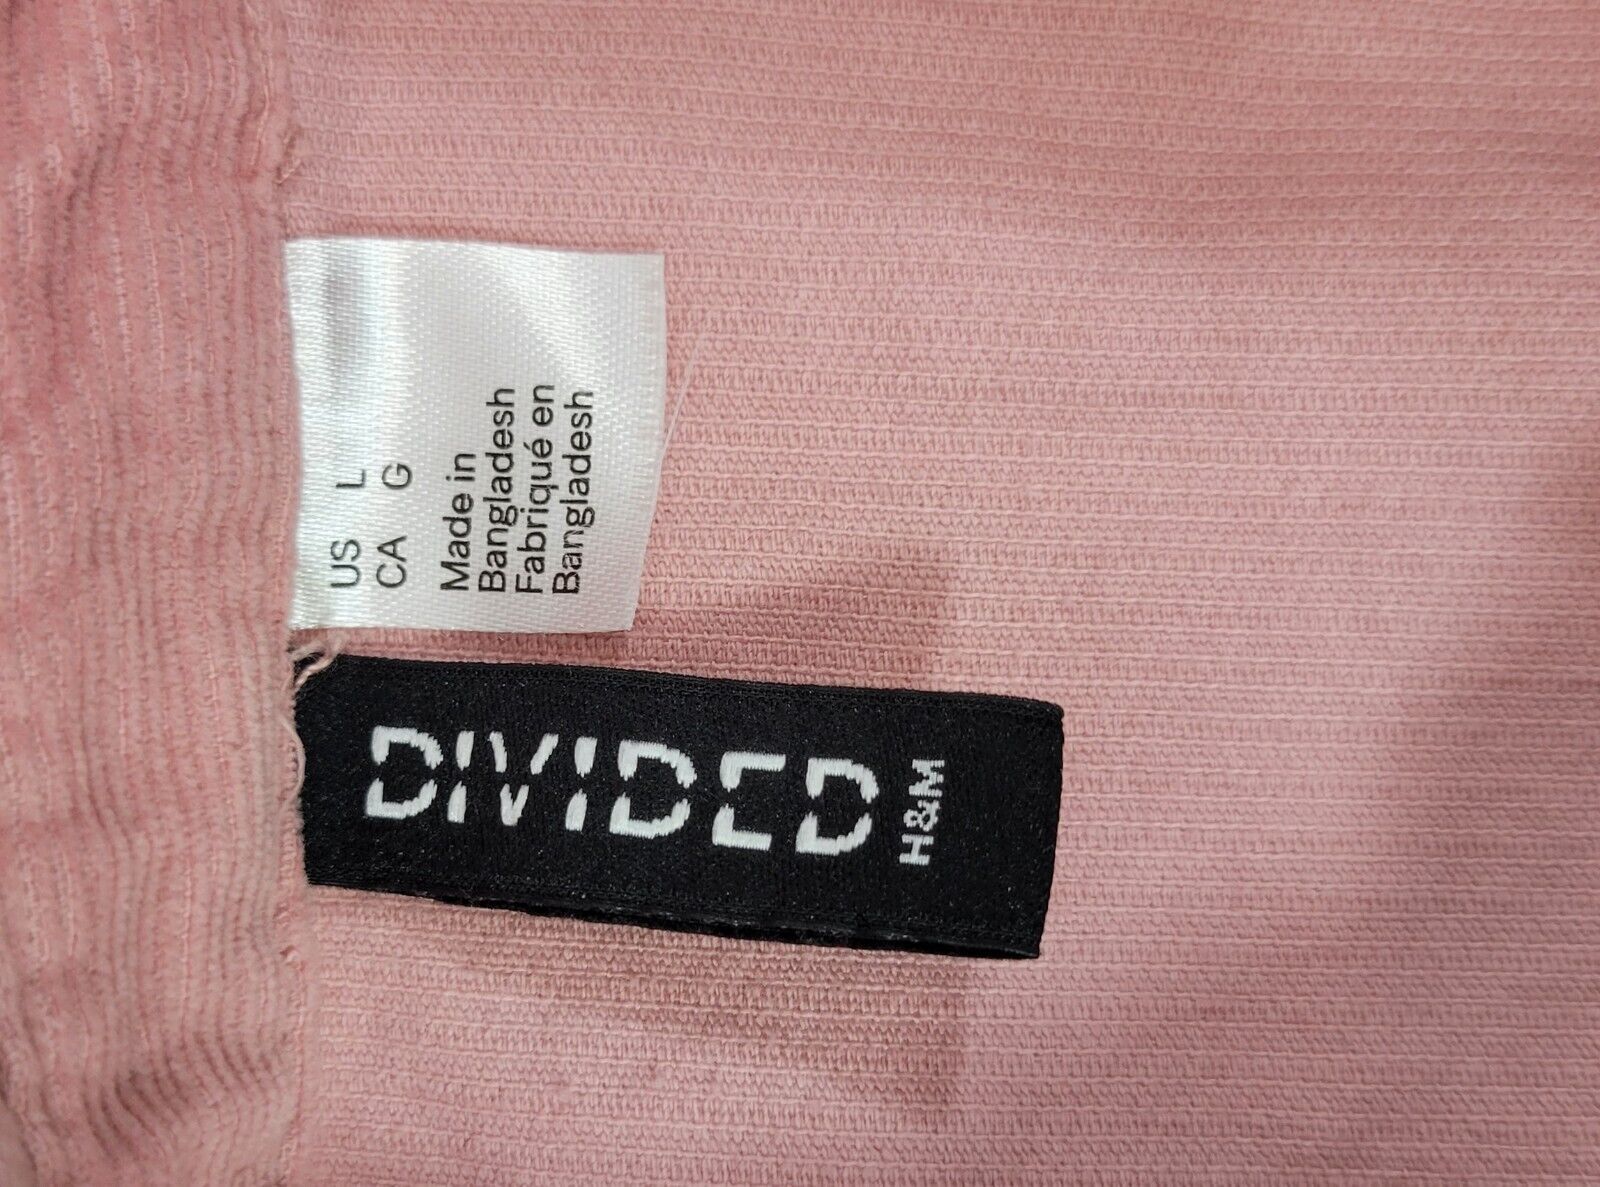 US L
CA G
Made in
Bangladesh
Fabriqué en
Bangladesh
DIVIDED
H&M